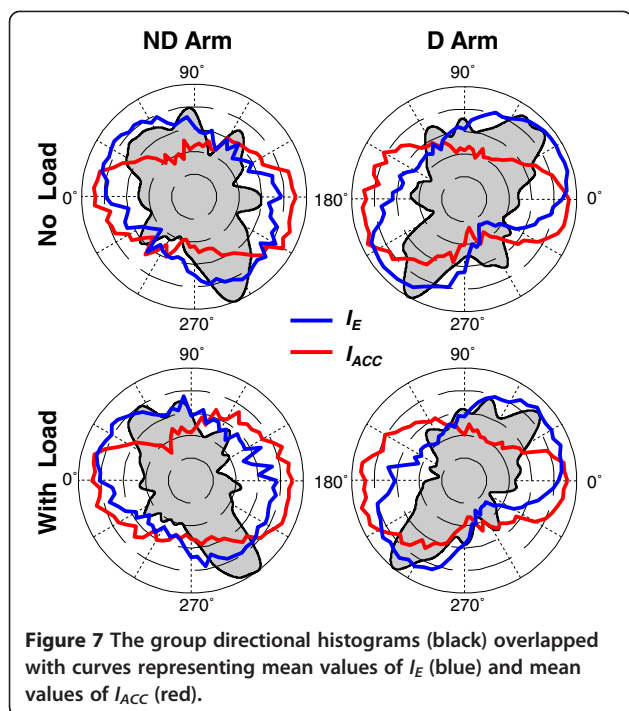 ND Arm
D Arm
90°
90°
No Load
0°
180°
0°
270°
270°
I_E
I_ACC
90°
90°
With Load
0°
180°
0°
270°
270°
Figure 7 The group directional histograms (black) overlapped
with curves representing mean values of I_E (blue) and mean
values of I_ACC (red).